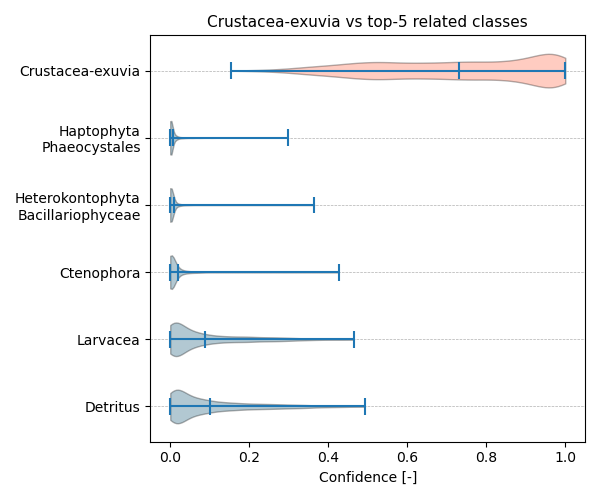 Crustacea-exuvia vs top-5 related classes
Crustacea-exuvia
Haptophyta
Phaeocystales
Heterokontophyta
Bacillariophyceae
Ctenophora
Larvacea
Detritus
0.0 0.2 0.4 0.6 0.8 1.0
Confidence [-]